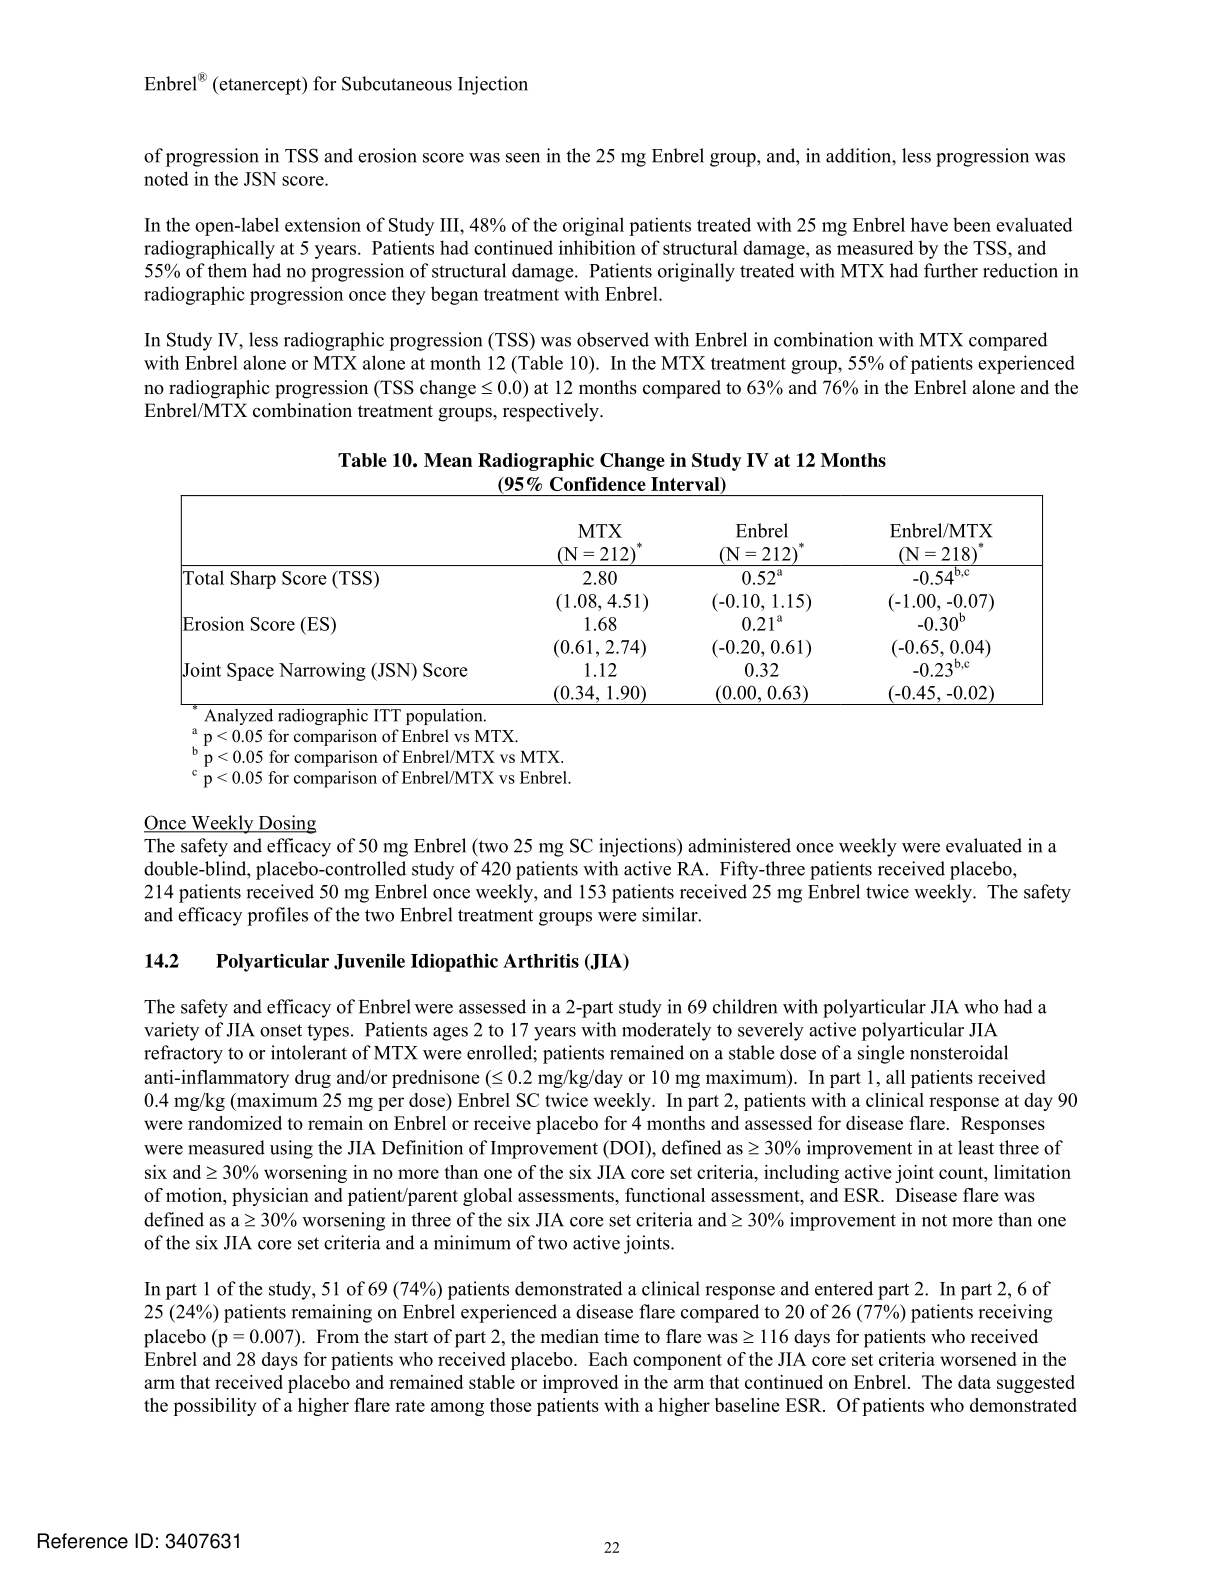 Enbrel® (etanercept) for Subcutaneous Injection
of progression in TSS and erosion score was seen in the 25 mg Enbrel group, and, in addition, less progression was
noted in the JSN score.
In the open-label extension of Study III, 48% of the original patients treated with 25 mg Enbrel have been evaluated
radiographically at 5 years.  Patients had continued inhibition of structural damage, as measured by the TSS, and
55% of them had no progression of structural damage.  Patients originally treated with MTX had further reduction in
radiographic progression once they began treatment with Enbrel.
In Study IV, less radiographic progression (TSS) was observed with Enbrel in combination with MTX compared
with Enbrel alone or MTX alone at month 12 (Table 10).  In the MTX treatment group, 55% of patients experienced
no radiographic progression (TSS change ≤ 0.0) at 12 months compared to 63% and 76% in the Enbrel alone and the
Enbrel/MTX combination treatment groups, respectively.
Table 10. Mean Radiographic Change in Study IV at 12 Months
(95% Confidence Interval)
MTX Enbrel Enbrel/MTX
(N = 212)* (N = 212)* (N = 218)*
Total Sharp Score (TSS) 2.80 0.52a -0.54b,c
(1.08, 4.51) (-0.10, 1.15) (-1.00, -0.07)
Erosion Score (ES) 1.68 0.21a -0.30b
(0.61, 2.74) (-0.20, 0.61) (-0.65, 0.04)
Joint Space Narrowing (JSN) Score 1.12 0.32 -0.23b,c
(0.34, 1.90) (0.00, 0.63) (-0.45, -0.02)
* Analyzed radiographic ITT population.
a p < 0.05 for comparison of Enbrel vs MTX.
b p < 0.05 for comparison of Enbrel/MTX vs MTX.
c p < 0.05 for comparison of Enbrel/MTX vs Enbrel.
Once Weekly Dosing
The safety and efficacy of 50 mg Enbrel (two 25 mg SC injections) administered once weekly were evaluated in a
double-blind, placebo-controlled study of 420 patients with active RA.  Fifty-three patients received placebo,
214 patients received 50 mg Enbrel once weekly, and 153 patients received 25 mg Enbrel twice weekly.  The safety
and efficacy profiles of the two Enbrel treatment groups were similar.
14.2 Polyarticular Juvenile Idiopathic Arthritis (JIA)
The safety and efficacy of Enbrel were assessed in a 2-part study in 69 children with polyarticular JIA who had a
variety of JIA onset types.  Patients ages 2 to 17 years with moderately to severely active polyarticular JIA
refractory to or intolerant of MTX were enrolled; patients remained on a stable dose of a single nonsteroidal
anti-inflammatory drug and/or prednisone (≤ 0.2 mg/kg/day or 10 mg maximum).  In part 1, all patients received
0.4 mg/kg (maximum 25 mg per dose) Enbrel SC twice weekly.  In part 2, patients with a clinical response at day 90
were randomized to remain on Enbrel or receive placebo for 4 months and assessed for disease flare.  Responses
were measured using the JIA Definition of Improvement (DOI), defined as ≥ 30% improvement in at least three of
six and ≥ 30% worsening in no more than one of the six JIA core set criteria, including active joint count, limitation
of motion, physician and patient/parent global assessments, functional assessment, and ESR.  Disease flare was
defined as a ≥ 30% worsening in three of the six JIA core set criteria and ≥ 30% improvement in not more than one
of the six JIA core set criteria and a minimum of two active joints.
In part 1 of the study, 51 of 69 (74%) patients demonstrated a clinical response and entered part 2.  In part 2, 6 of
25 (24%) patients remaining on Enbrel experienced a disease flare compared to 20 of 26 (77%) patients receiving
placebo (p = 0.007).  From the start of part 2, the median time to flare was ≥ 116 days for patients who received
Enbrel and 28 days for patients who received placebo.  Each component of the JIA core set criteria worsened in the
arm that received placebo and remained stable or improved in the arm that continued on Enbrel.  The data suggested
the possibility of a higher flare rate among those patients with a higher baseline ESR.  Of patients who demonstrated
Reference ID: 3407631
22